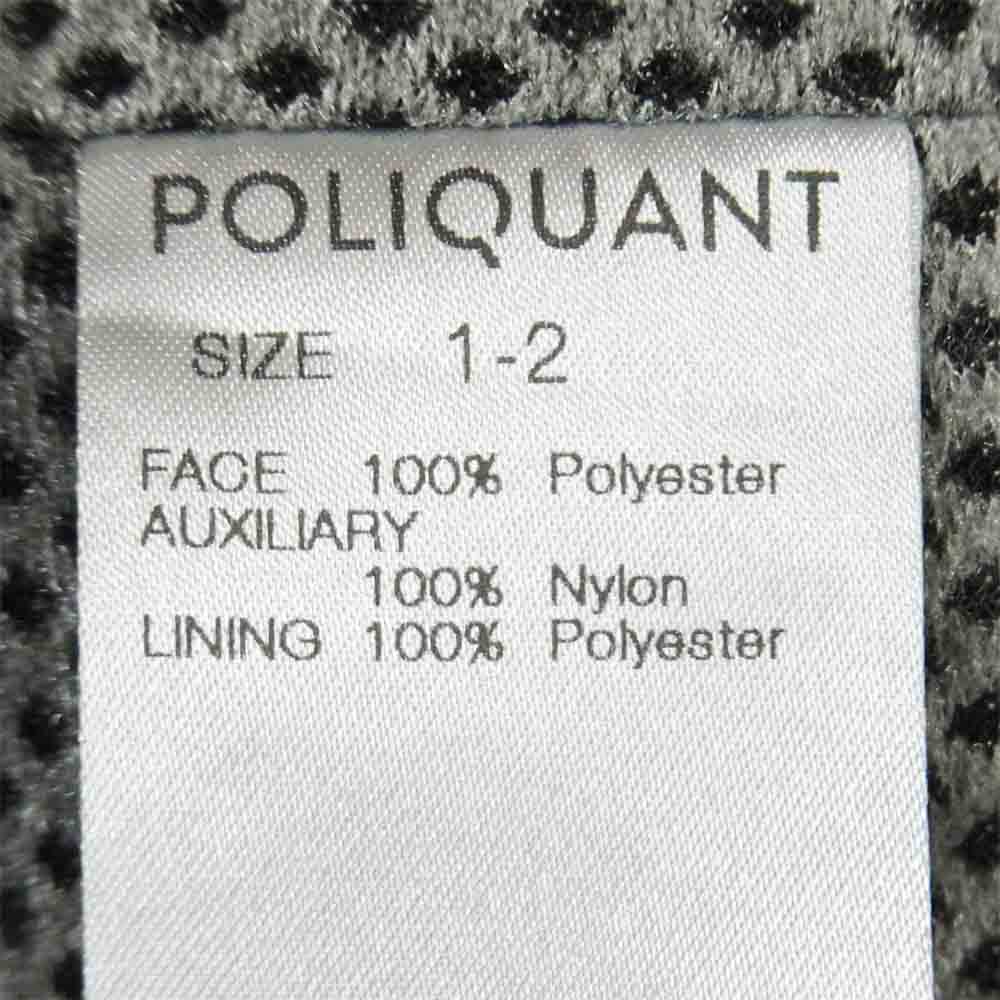 POLIQUANT
SIZE 1-2
FACE 100% Polyester
AUXILIARY
100% Nylon
LINING 100% Polyester